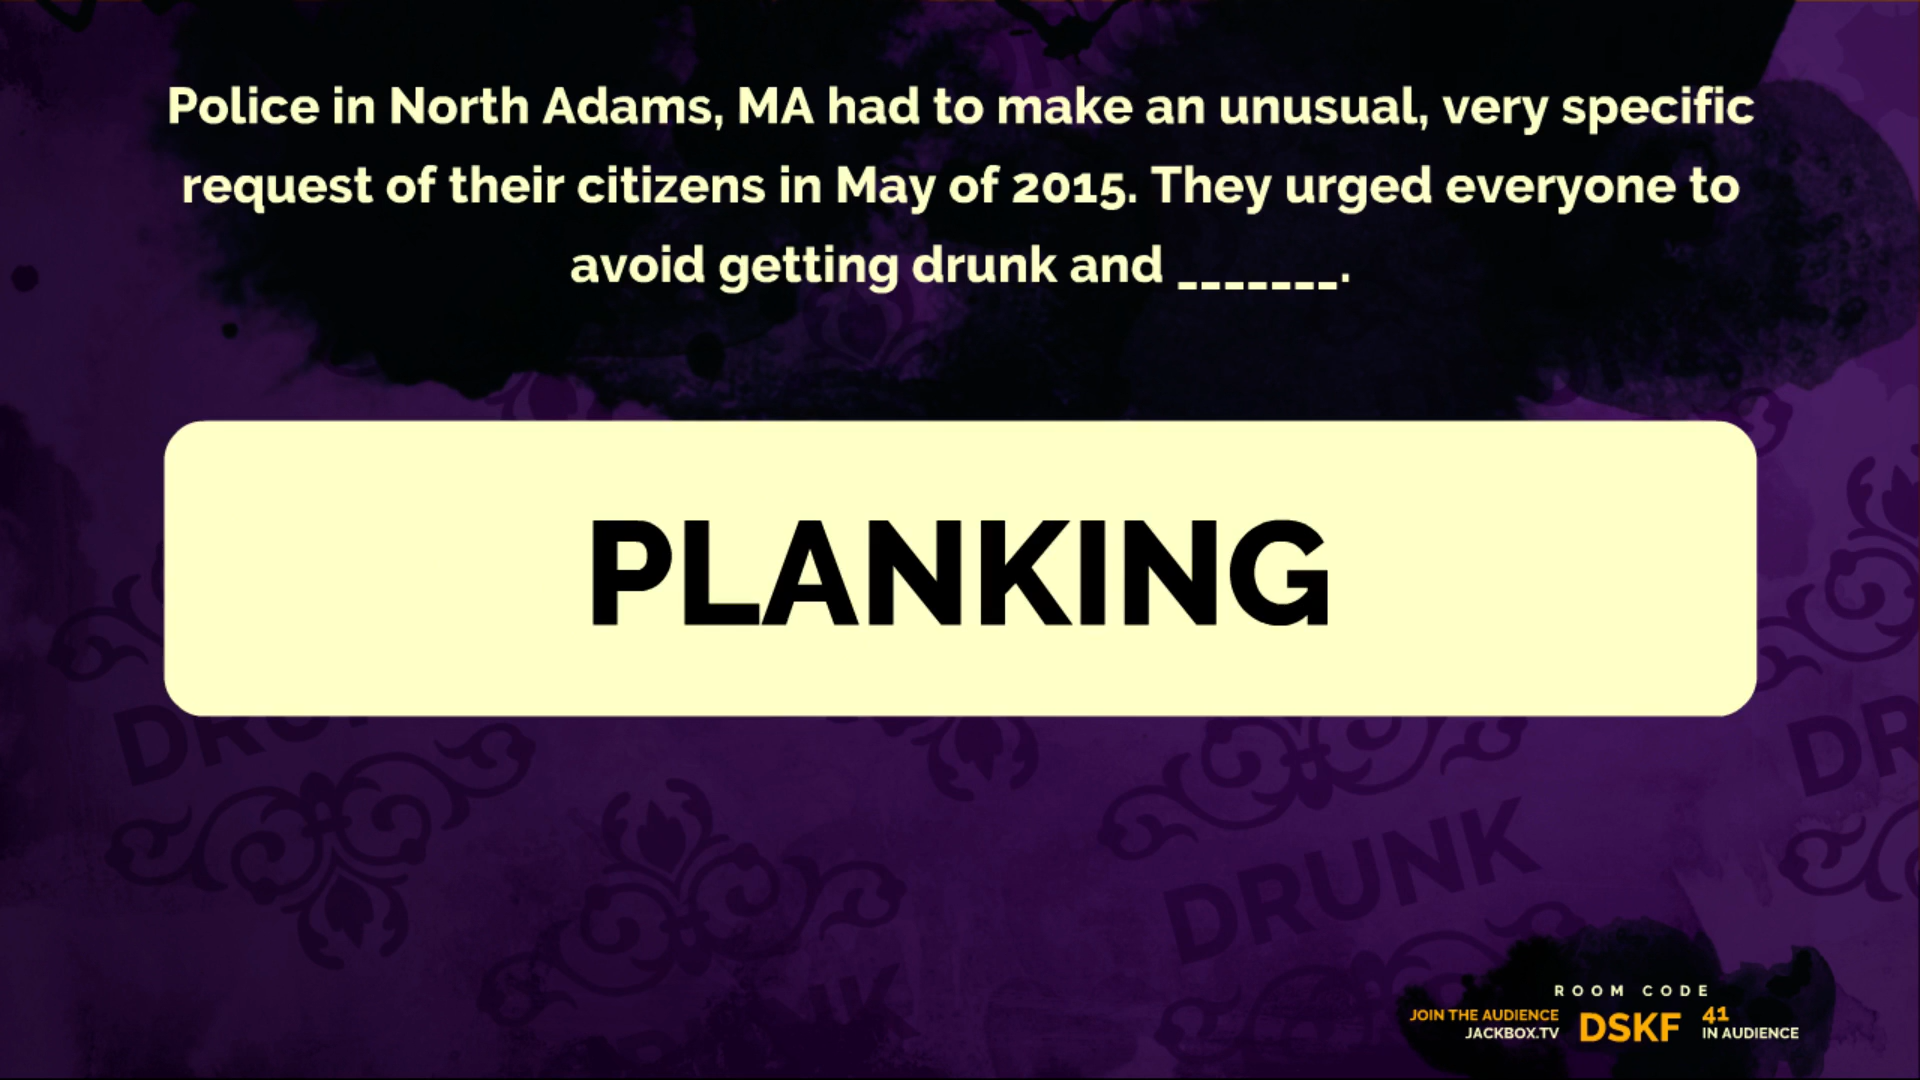 Police in North Adams, MA had to make an unusual, very specific
request of their citizens in May of 2015. They urged everyone to
avoid getting drunk and _______.
PLANKING
DRUNK
DR
DRUNK
ROOM CODE
JOIN THE AUDIENCE
JACKBOX.TV
DSKF
41
IN AUDIENCE